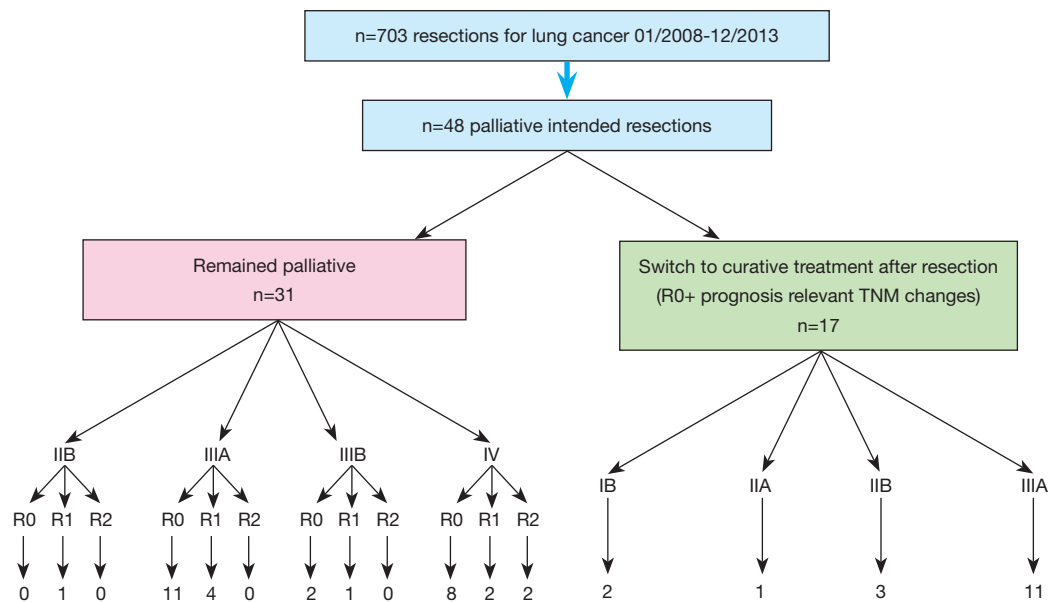 n=703 resections for lung cancer 01/2008-12/2013
n=48 palliative intended resections
Remained palliative
n=31
Switch to curative treatment after resection
(R0+ prognosis relevant TNM changes)
n=17
IIB IIIA IIIB IV
R0 R1 R2 R0 R1 R2 R0 R1 R2 R0 R1 R2
0 1 0 11 4 0 2 1 0 8 2 2
IB IIA IIB IIIA
2 1 3 11